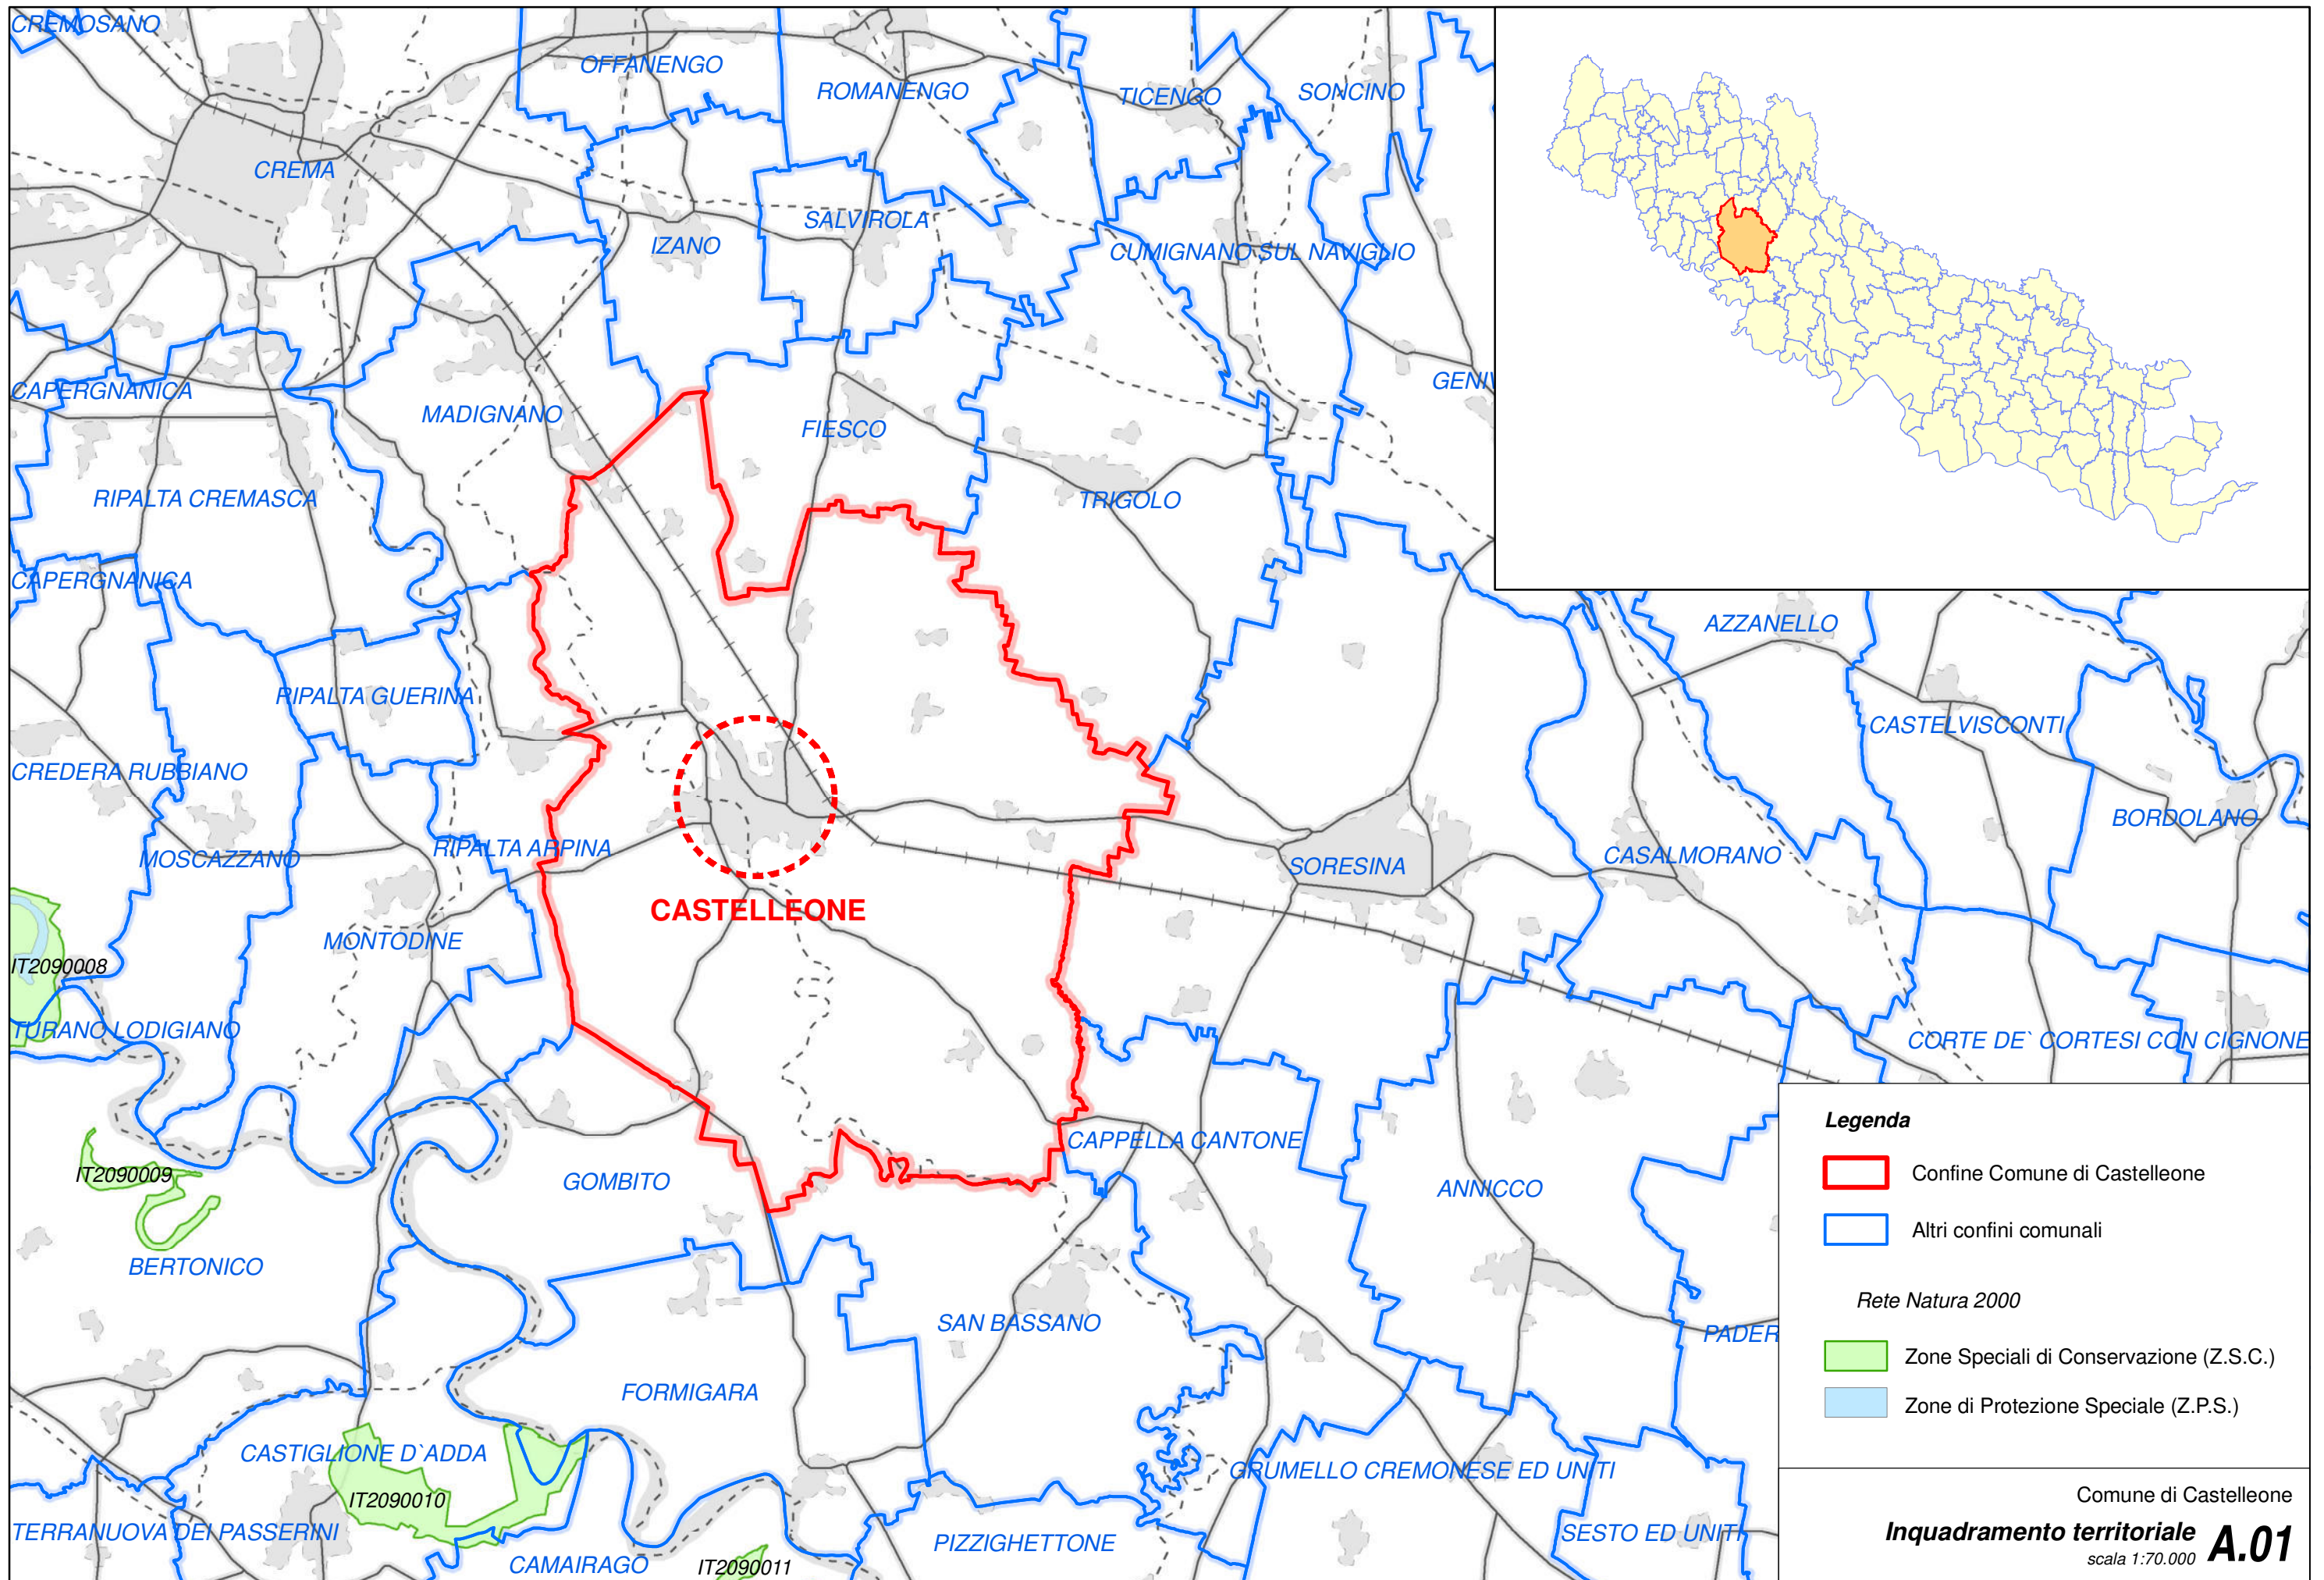 CREMOSANO
OFFANENGO
ROMANENGO
TICENGO
SONCINO
CREMA
IZANO
SALVIROLA
CUMIGNANO SUL NAVIGLIO
CAPERGNANICA
MADIGNANO
FIESCO
RIPALTA CREMASCA
TRIGOLO
CAPERGNANICA
AZZANELLO
RIPALTA GUERINA
CASTELVISCONTI
CREDERA RUBBIANO
BORDOLANO
MOSCAZZANO
RIPALTA ARPINA
SORESINA
CASALMORANO
CASTELLEONE
MONTODINE
IT2090008
TURANO LODIGIANO
CORTE DE` CORTESI CON CIGNONE
CAPPELLA CANTONE
IT2090009
GOMBITO
ANNICCO
BERTONICO
SAN BASSANO
PADER
FORMIGARA
CASTIGLIONE D`ADDA
GRUMELLO CREMONESE ED UNITI
IT2090010
TERRANUOVA DEI PASSERINI
PIZZIGHETTONE
SESTO ED UNITI
CAMAIRAGO
IT2090011
Legenda
Confine Comune di Castelleone
Altri confini comunali
Rete Natura 2000
Zone Speciali di Conservazione (Z.S.C.)
Zone di Protezione Speciale (Z.P.S.)
Comune di Castelleone
Inquadramento territoriale A.01
scala 1:70.000